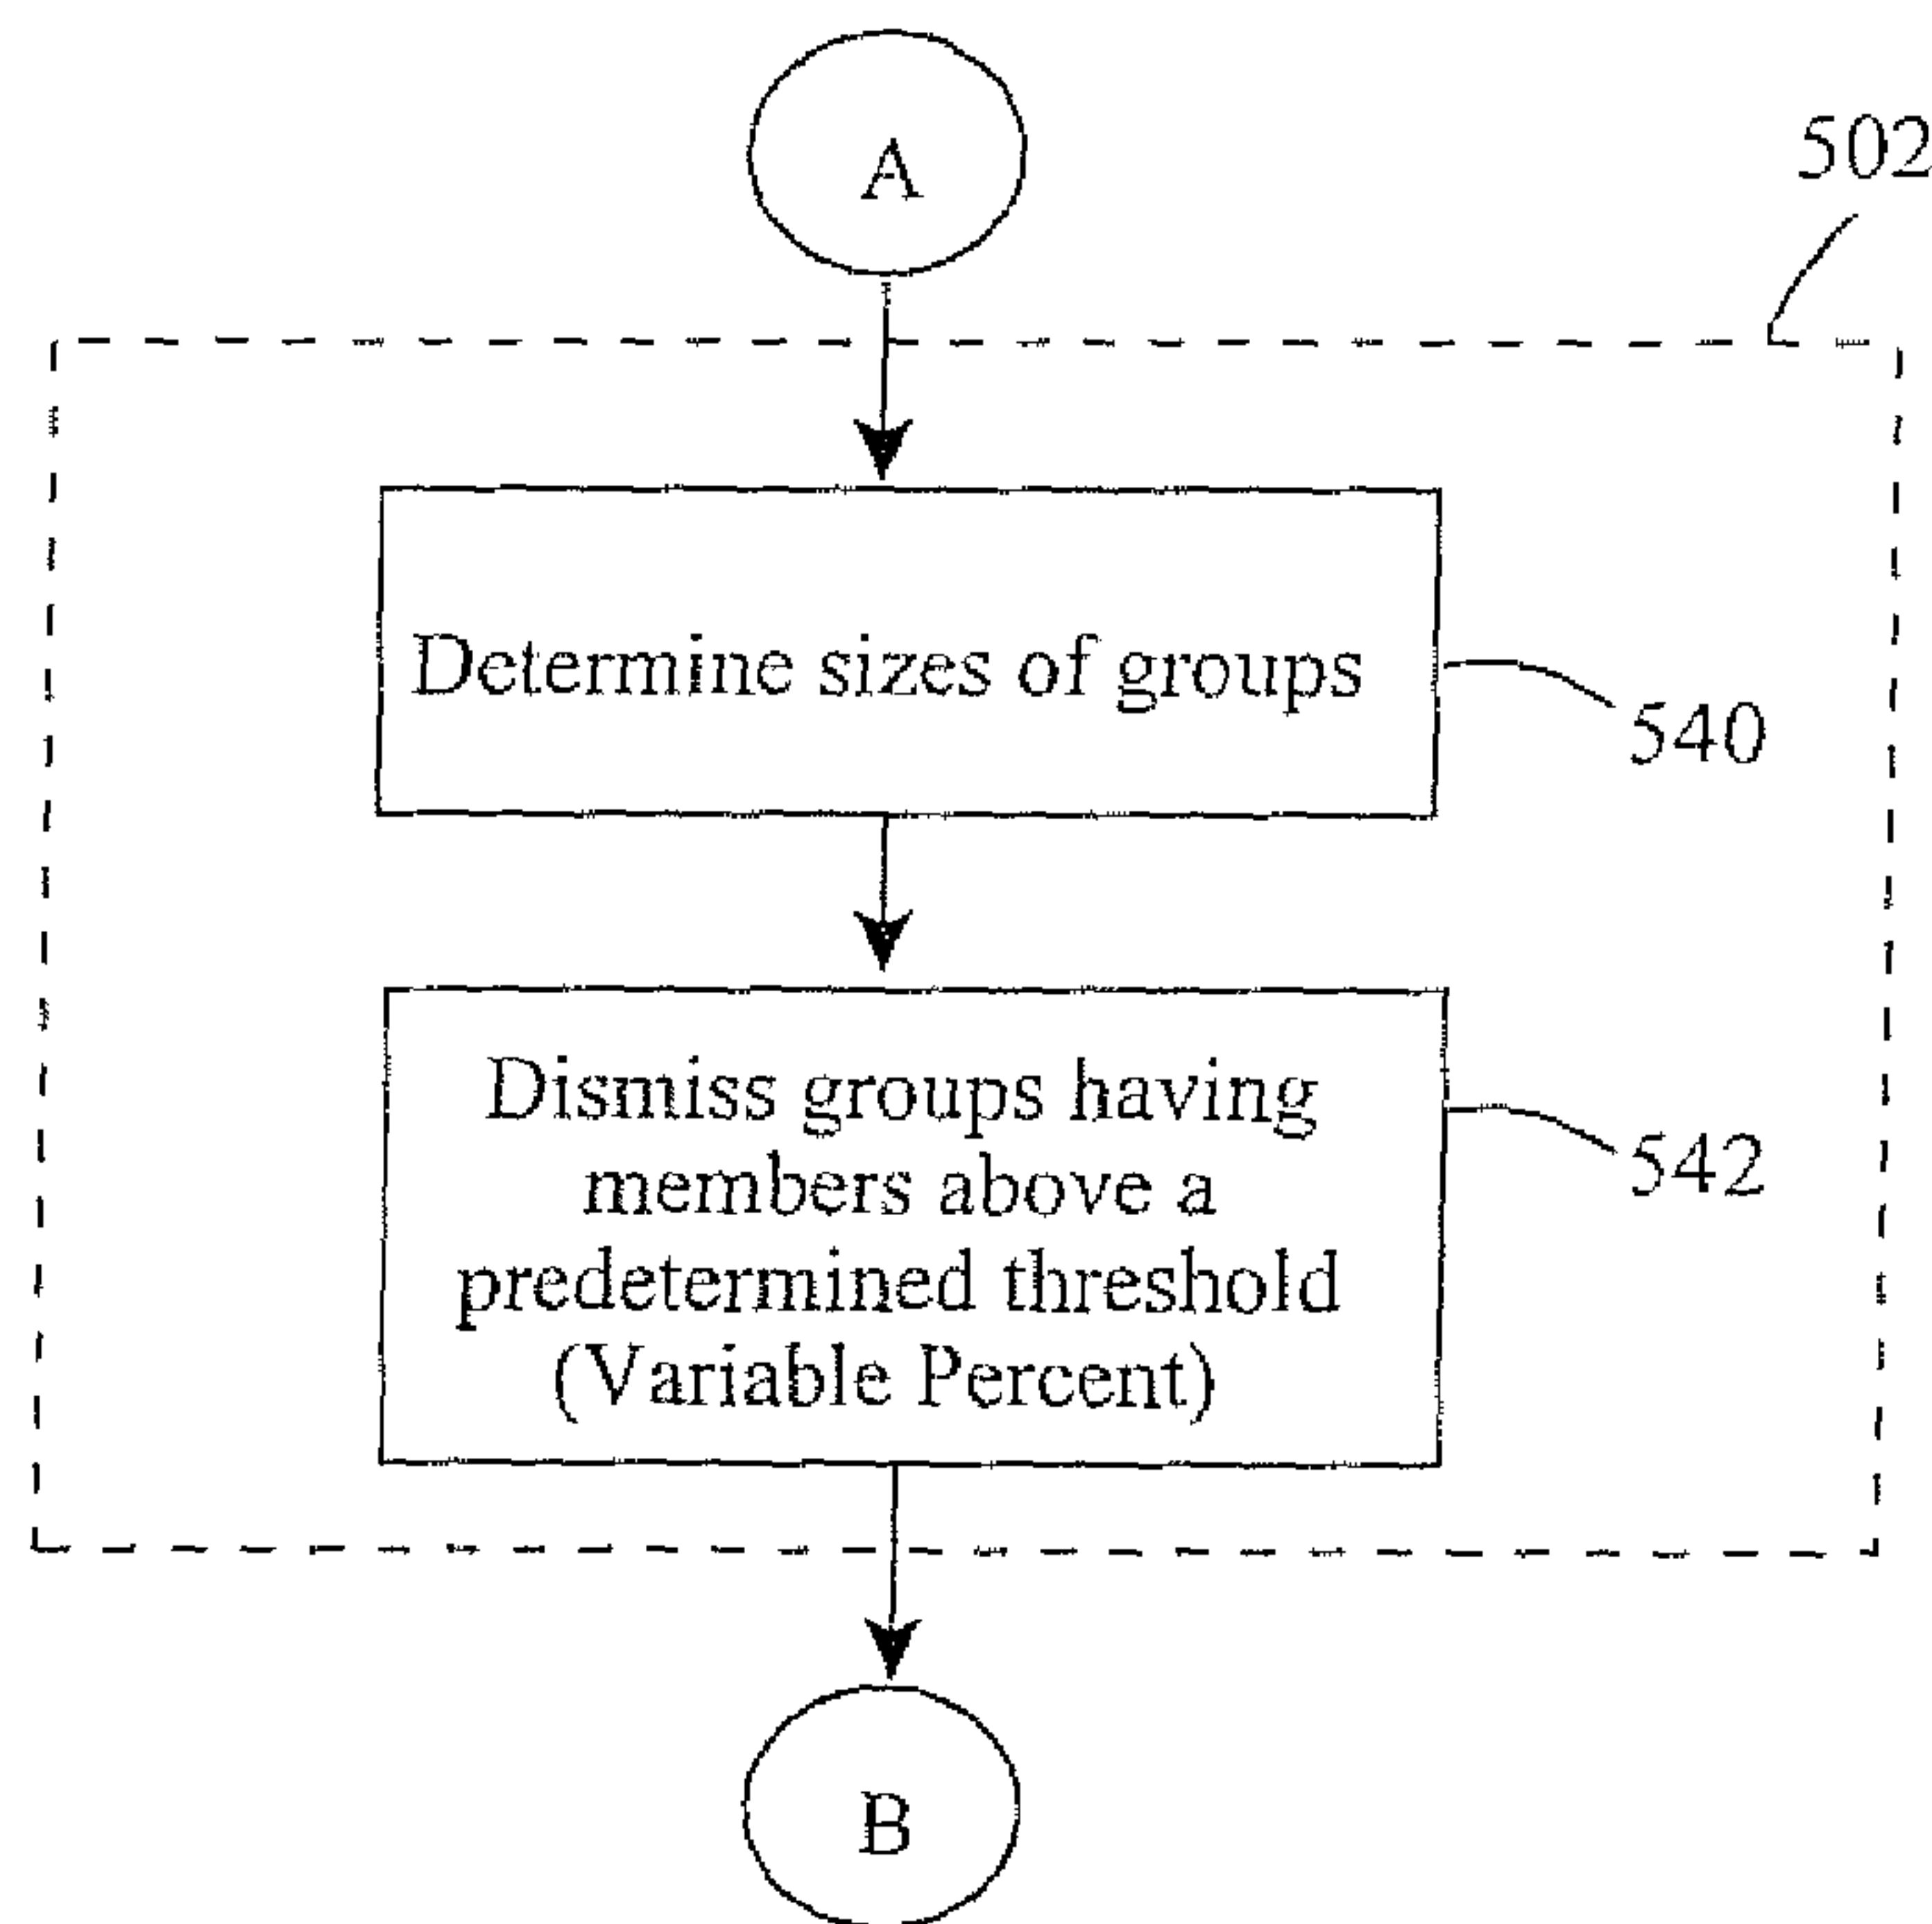 A
502
Determine sizes of groups
540
Dismiss groups having
members above a
predetermined threshold
(Variable Percent)
542
B